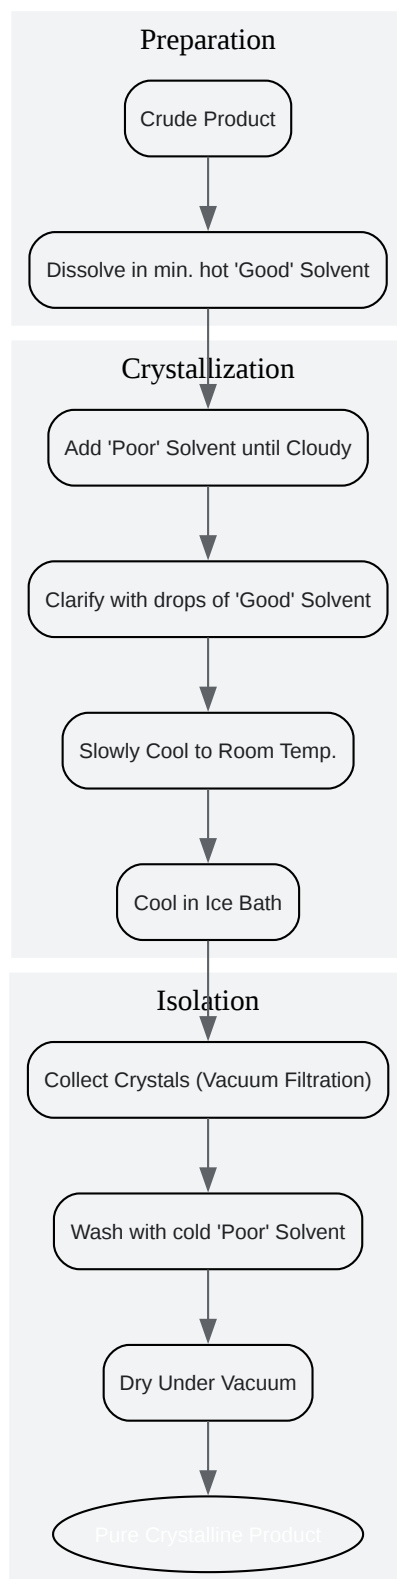 Preparation
Crude Product
Dissolve in min. hot 'Good' Solvent
Crystallization
Add 'Poor' Solvent until Cloudy
Clarify with drops of 'Good' Solvent
Slowly Cool to Room Temp.
Cool in Ice Bath
Isolation
Collect Crystals (Vacuum Filtration)
Wash with cold 'Poor' Solvent
Dry Under Vacuum
Pure Crystalline Product